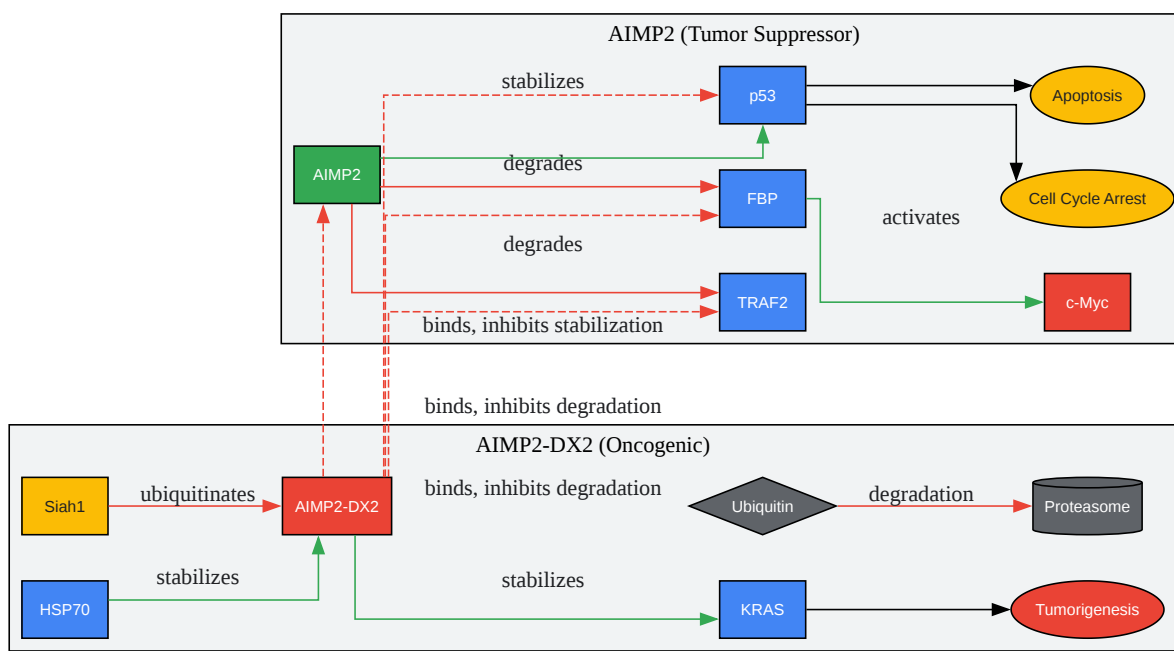 AIMP2 (Tumor Suppressor)
stabilizes
p53
Apoptosis
AIMP2
degrades
FBP
activates
Cell Cycle Arrest
degrades
TRAF2
c-Myc
binds, inhibits stabilization
binds, inhibits degradation
AIMP2-DX2 (Oncogenic)
Siah1
ubiquitinates
AIMP2-DX2
binds, inhibits degradation
Ubiquitin
degradation
Proteasome
HSP70
stabilizes
stabilizes
KRAS
Tumorigenesis